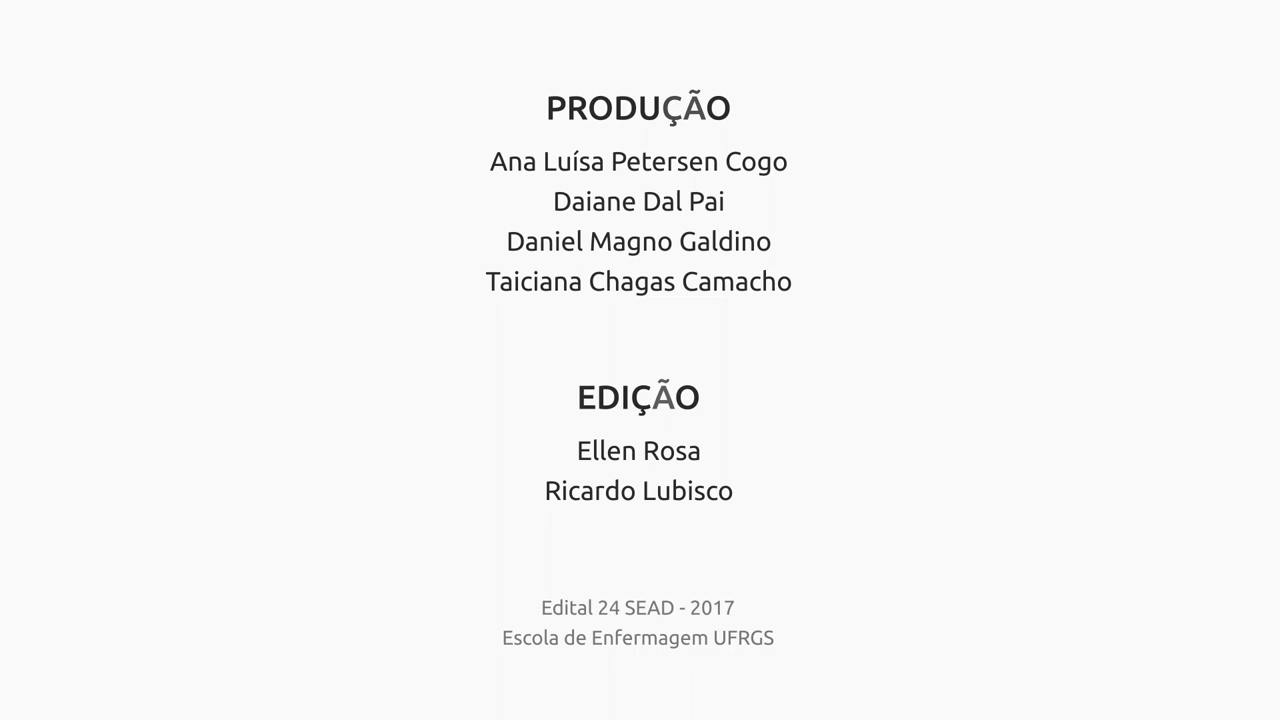 PRODUÇÃO
Ana Luísa Petersen Cogo
Daiane Dal Pai
Daniel Magno Galdino
Taiciana Chagas Camacho
EDIÇÃO
Ellen Rosa
Ricardo Lubisco
Edital 24 SEAD - 2017
Escola de Enfermagem UFRGS